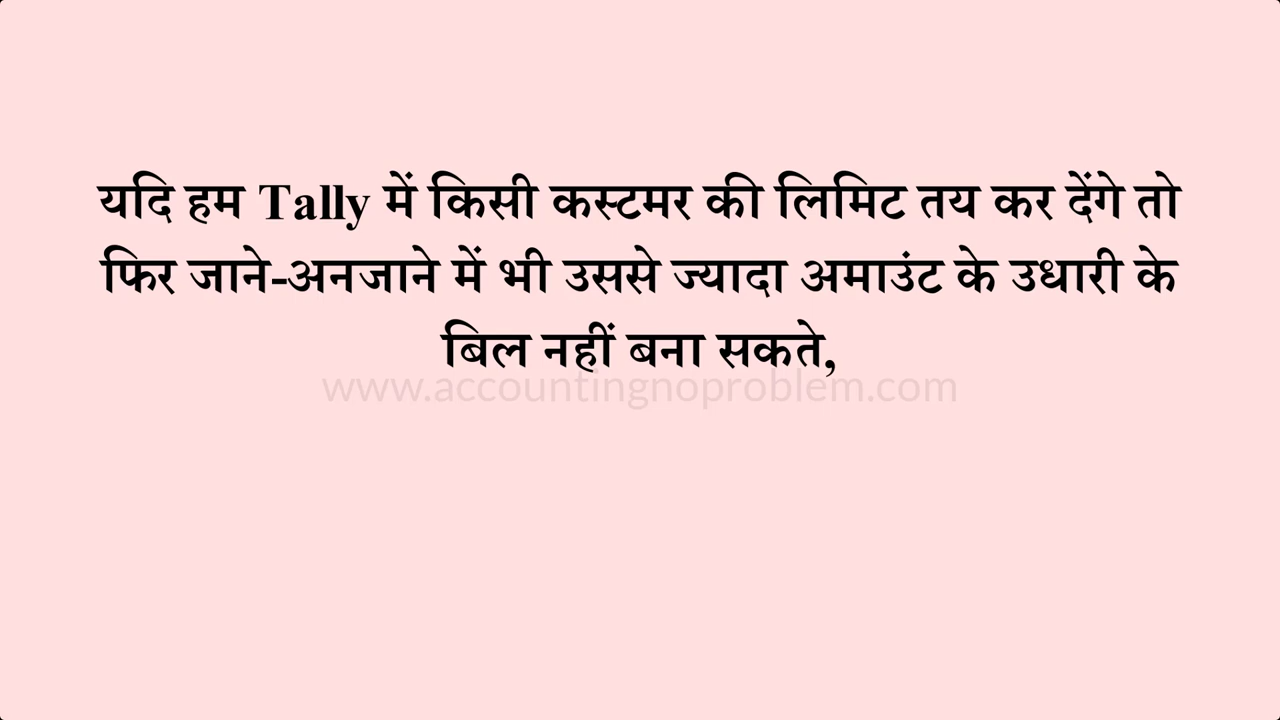 यदि हम Tally में किसी कस्टमर की लिमिट तय कर देंगे तो
फिर जाने-अनजाने में भी उससे ज्यादा अमाउंट के उधारी के
बिल नहीं बना सकते,
www.accountingnoproblem.com